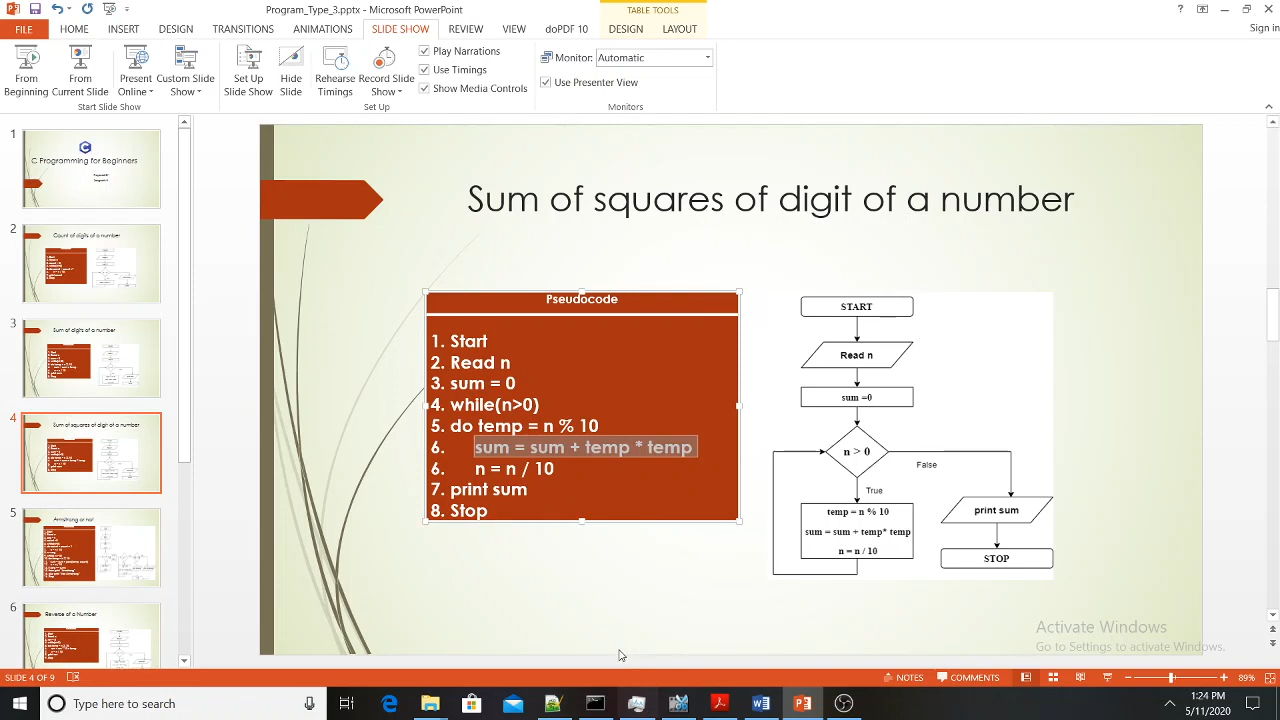 Program_Type_3.pptx - Microsoft PowerPoint
TABLE TOOLS
Sign in
FILE HOME INSERT DESIGN TRANSITIONS ANIMATIONS SLIDE SHOW REVIEW VIEW doPDF 10 DESIGN LAYOUT
From Beginning
From Current Slide
Present Online
Custom Slide Show
Start Slide Show
Set Up Slide Show
Hide Slide
Rehearse Timings
Record Slide Show
Play Narrations
Use Timings
Show Media Controls
Set Up
Monitor: Automatic
Use Presenter View
Monitors
1
C Programming for Beginners
2
Count of digits of a number
3
Sum of digits of a number
4
Sum of squares of digit of a number
5
Armstrong or not
6
Reverse of a Number
Sum of squares of digit of a number
Pseudocode
1. Start
2. Read n
3. sum = 0
4. while(n>0)
5. do temp = n % 10
6. sum = sum + temp * temp
6. n = n / 10
7. print sum
8. Stop
START
Read n
sum =0
n > 0
False
True
temp = n % 10
sum = sum + temp* temp
n = n / 10
print sum
STOP
Activate Windows
Go to Settings to activate Windows.
SLIDE 4 OF 9
NOTES
COMMENTS
89%
Type here to search
1:24 PM
5/11/2020